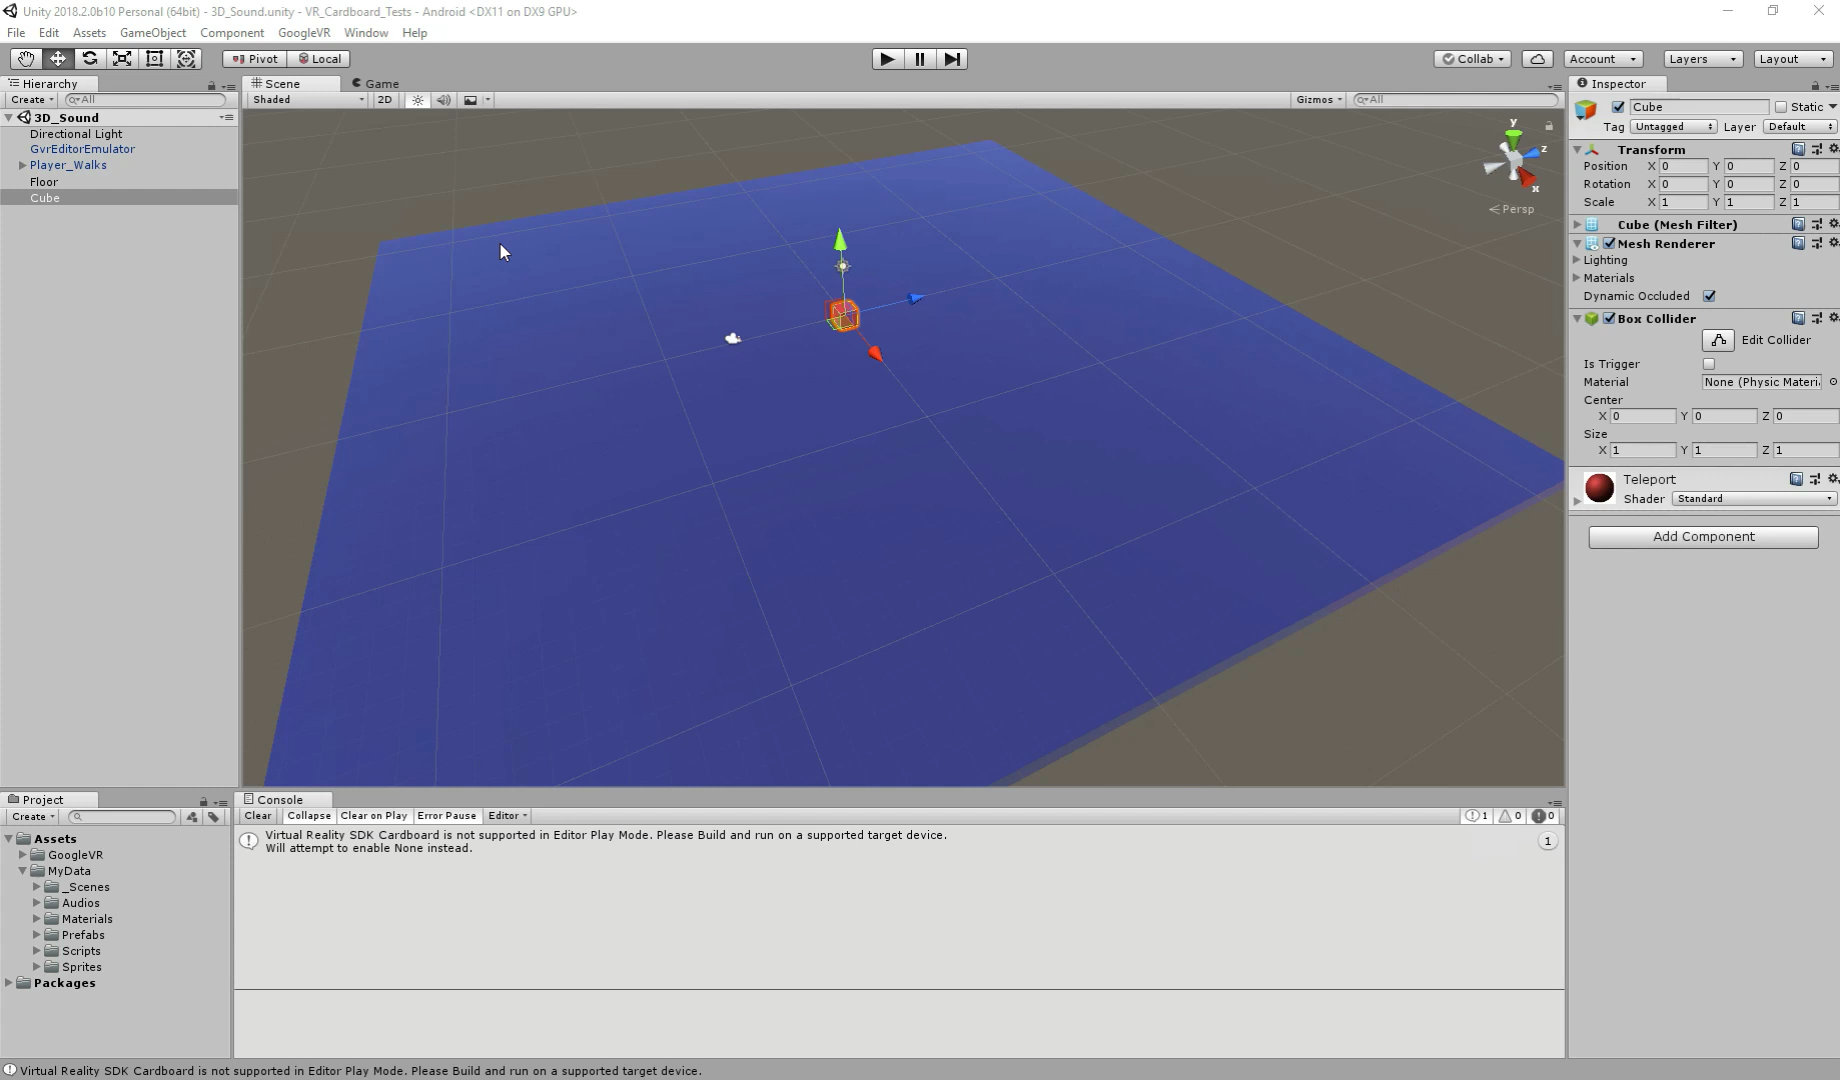 Unity 2018.2.0b10 Personal (64bit) - 3D_Sound.unity - VR_Cardboard_Tests - Android <DX11 on DX9 GPU>
File Edit Assets GameObject Component GoogleVR Window Help
Pivot Local Collab Account Layers Layout
Hierarchy
Create All
3D_Sound
Directional Light
GvrEditorEmulator
Player_Walks
Floor
Cube
Scene Game
Shaded 2D Gizmos All
y
z
x
Persp
Inspector
Cube Static
Tag Untagged Layer Default
Transform
Position X 0 Y 0 Z 0
Rotation X 0 Y 0 Z 0
Scale X 1 Y 1 Z 1
Cube (Mesh Filter)
Mesh Renderer
Lighting
Materials
Dynamic Occluded
Box Collider
Edit Collider
Is Trigger
Material None (Physic Materi
Center
X 0 Y 0 Z 0
Size
X 1 Y 1 Z 1
Teleport
Shader Standard
Add Component
Project
Create
Assets
GoogleVR
MyData
_Scenes
Audios
Materials
Prefabs
Scripts
Sprites
Packages
Console
Clear Collapse Clear on Play Error Pause Editor 1 0 0
Virtual Reality SDK Cardboard is not supported in Editor Play Mode. Please Build and run on a supported target device.
Will attempt to enable None instead.
1
Virtual Reality SDK Cardboard is not supported in Editor Play Mode. Please Build and run on a supported target device.